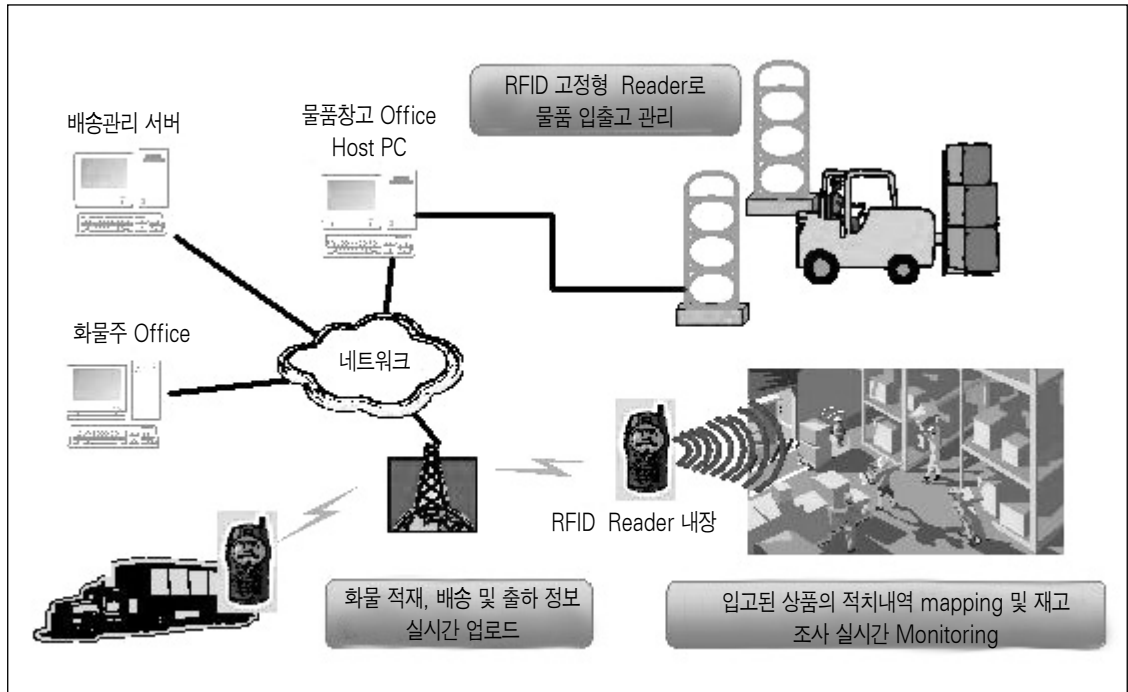 RFID 고정형 Reader로
물품 입출고 관리
배송관리 서버
물품창고 Office
Host PC
화물주 Office
네트워크
RFID Reader 내장
화물 적재, 배송 및 출하 정보
실시간 업로드
입고된 상품의 적치내역 mapping 및 재고
조사 실시간 Monitoring